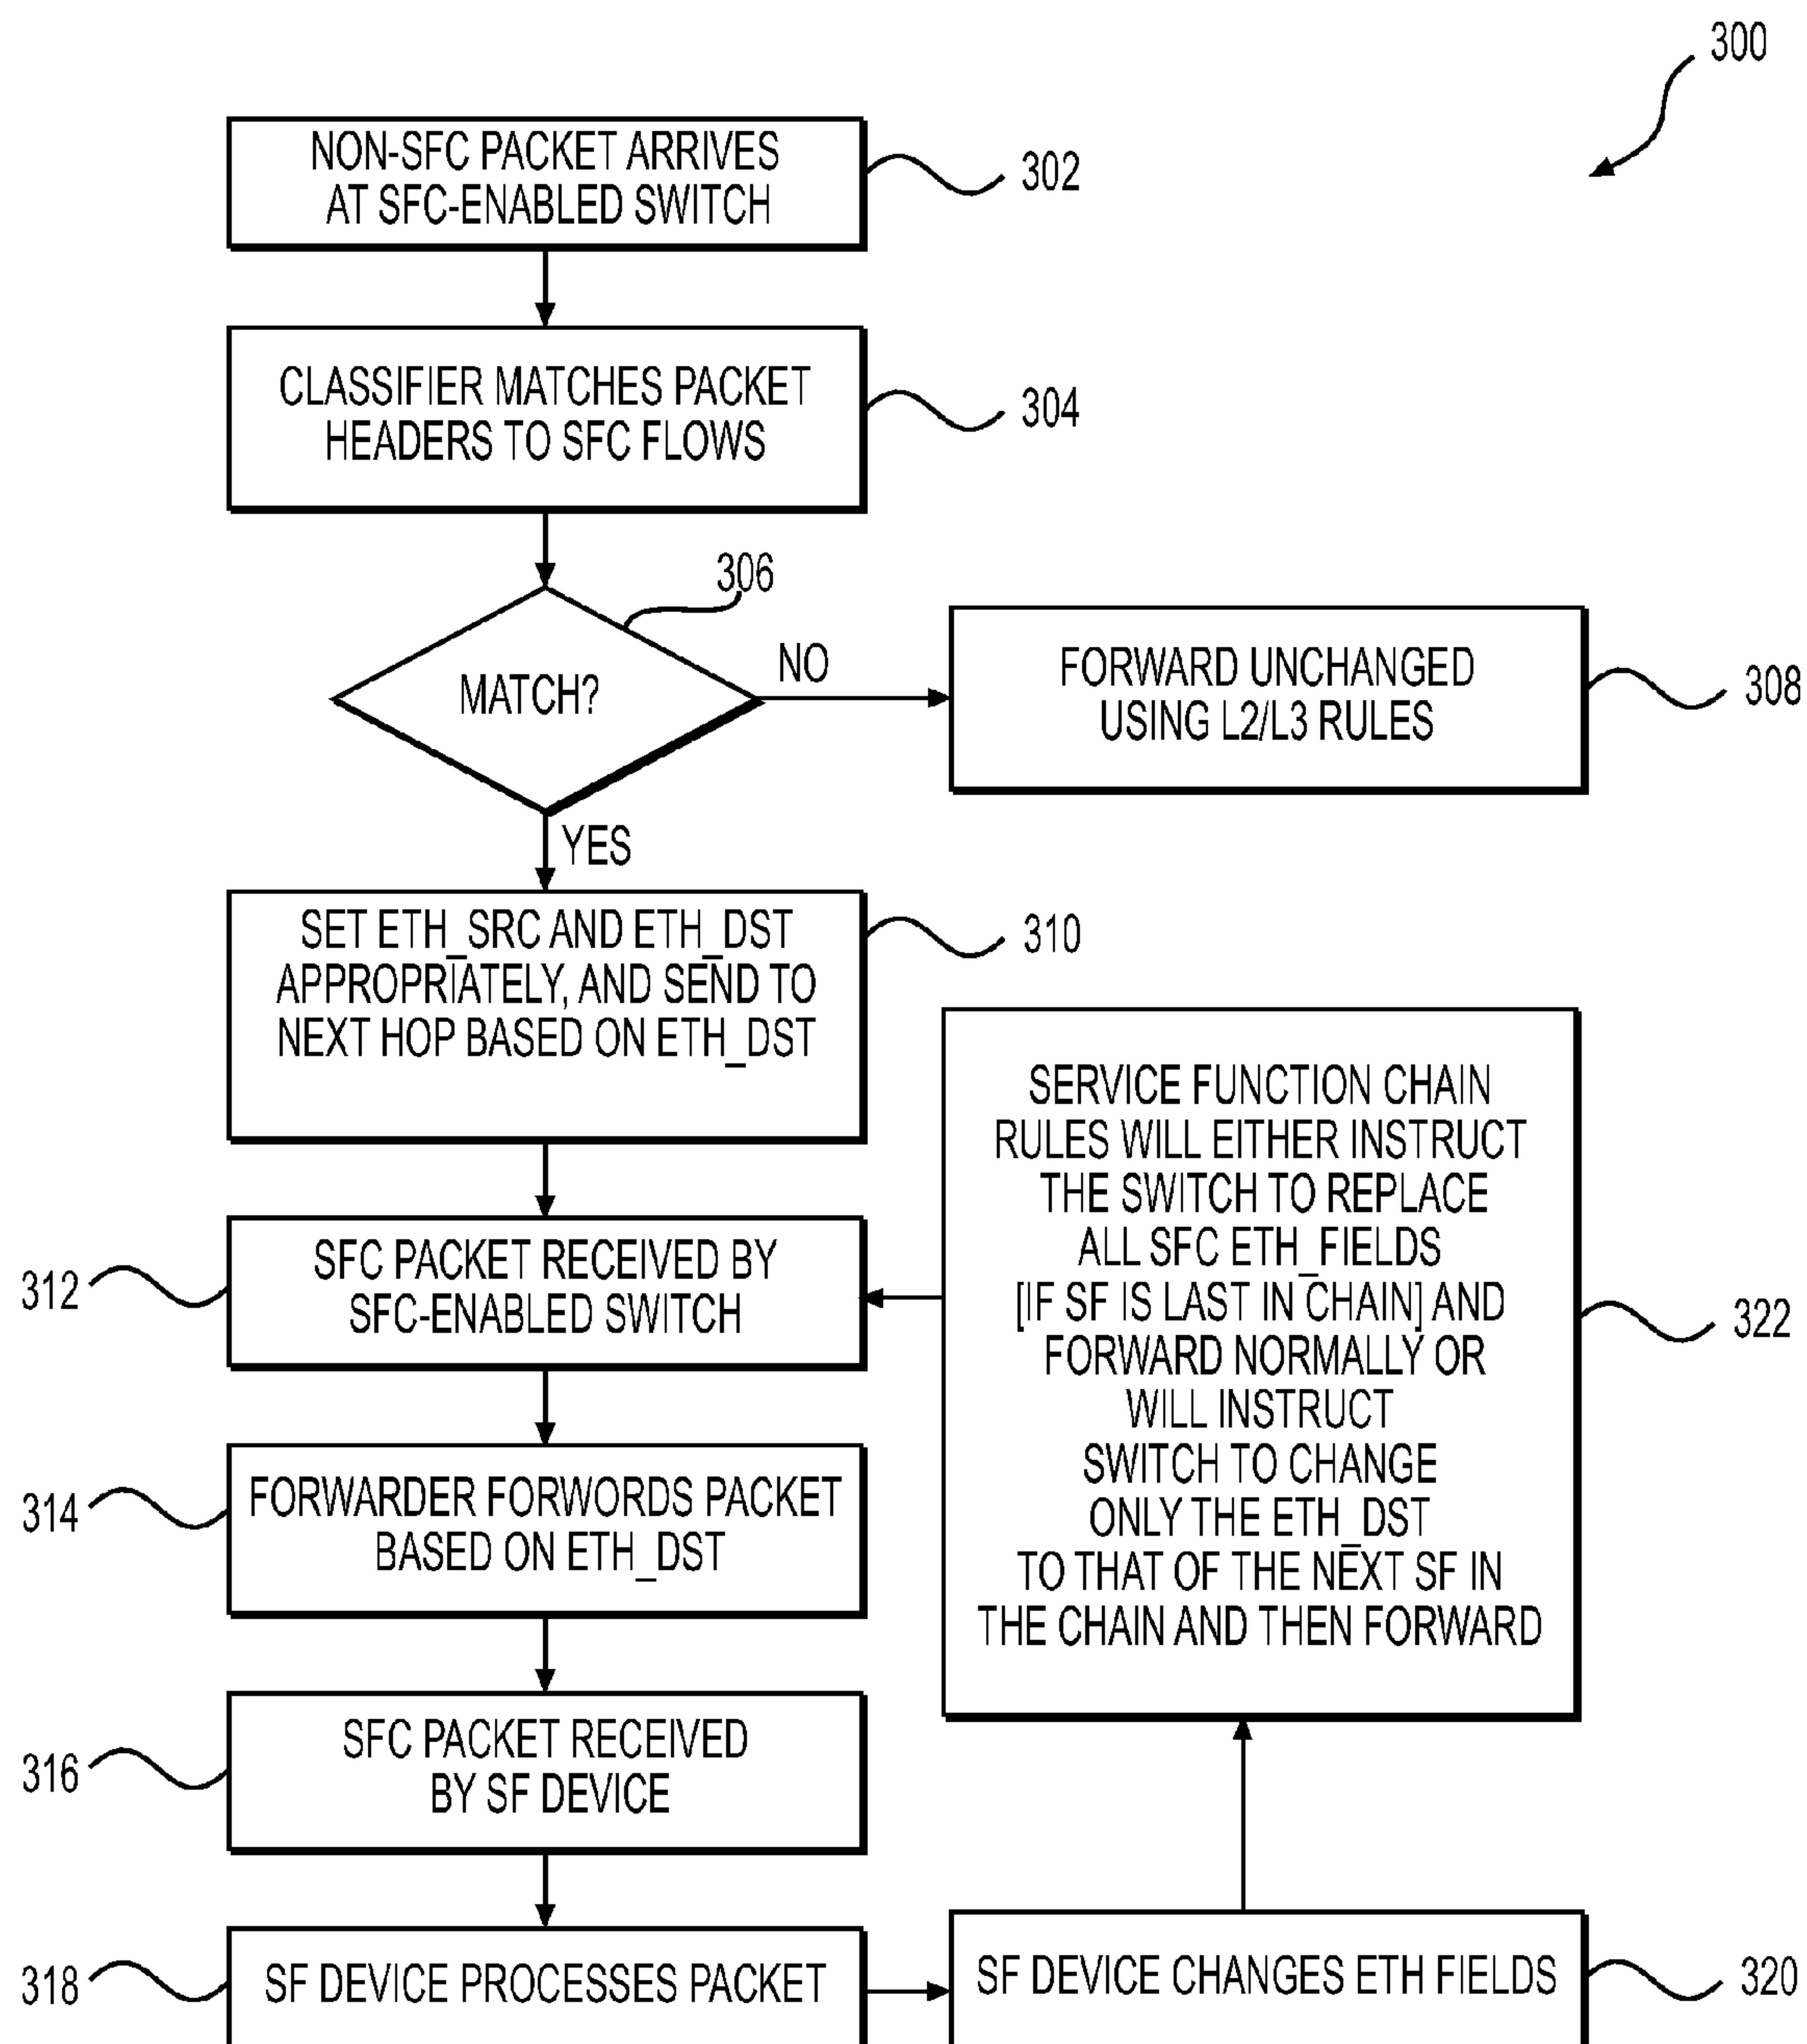 300
NON-SFC PACKET ARRIVES
AT SFC-ENABLED SWITCH
302
CLASSIFIER MATCHES PACKET
HEADERS TO SFC FLOWS
304
306
MATCH?
NO
FORWARD UNCHANGED
USING L2/L3 RULES
308
YES
SET ETH_SRC AND ETH_DST
APPROPRIATELY, AND SEND TO
NEXT HOP BASED ON ETH_DST
310
312
SFC PACKET RECEIVED BY
SFC-ENABLED SWITCH
314
FORWARDER FORWORDS PACKET
BASED ON ETH_DST
316
SFC PACKET RECEIVED
BY SF DEVICE
318
SF DEVICE PROCESSES PACKET
SF DEVICE CHANGES ETH FIELDS
320
SERVICE FUNCTION CHAIN
RULES WILL EITHER INSTRUCT
THE SWITCH TO REPLACE
ALL SFC ETH_FIELDS
[IF SF IS LAST IN CHAIN] AND
FORWARD NORMALLY OR
WILL INSTRUCT
SWITCH TO CHANGE
ONLY THE ETH_DST
TO THAT OF THE NEXT SF IN
THE CHAIN AND THEN FORWARD
322